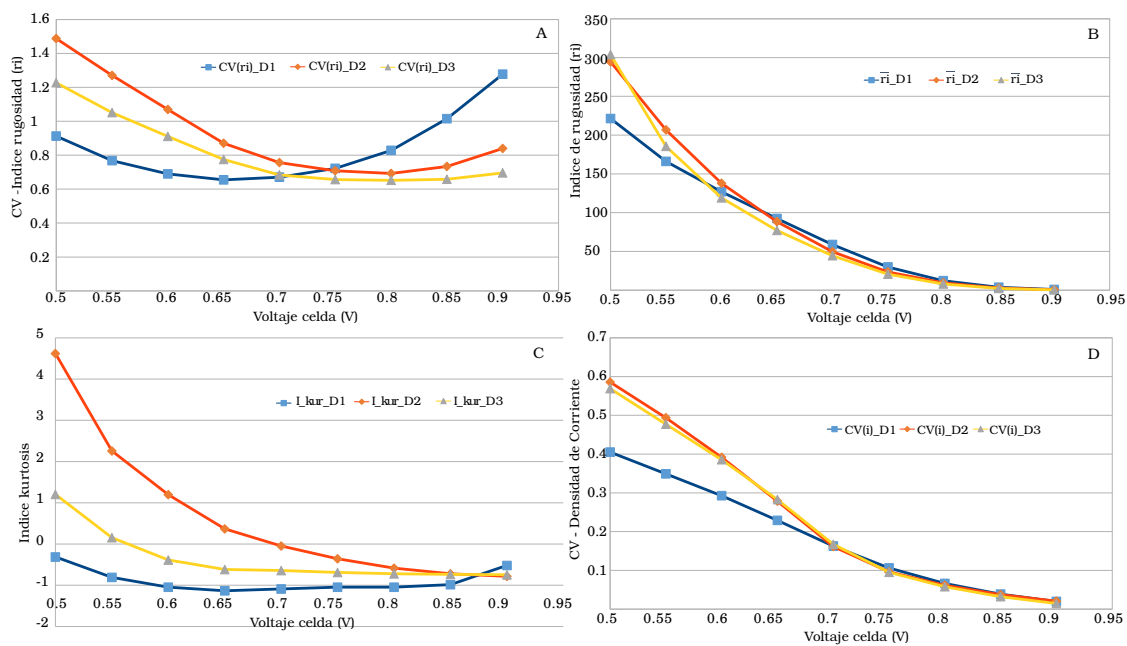 A
CV -Indice rugosidad (ri)
1.6
1.4
1.2
1
0.8
0.6
0.4
0.2
CV(ri)_D1 CV(ri)_D2 CV(ri)_D3
0.5 0.55 0.6 0.65 0.7 0.75 0.8 0.85 0.9 0.95
Voltaje celda (V)
B
Indice de rugusidad (ri)
350
300
250
200
150
100
50
ri_D1 ri_D2 ri_D3
0.5 0.55 0.6 0.65 0.7 0.75 0.8 0.85 0.9 0.95
Voltaje celda (V)
C
Indice kurtosis
5
4
3
2
1
0
-1
-2
I_kur_D1 I_kur_D2 I_kur_D3
0.5 0.55 0.6 0.65 0.7 0.75 0.8 0.85 0.9 0.95
Voltaje celda (V)
D
CV - Densidad de Corriente
0.7
0.6
0.5
0.4
0.3
0.2
0.1
CV(i)_D1 CV(i)_D2 CV(i)_D3
0.5 0.55 0.6 0.65 0.7 0.75 0.8 0.85 0.9 0.95
Voltaje celda (V)